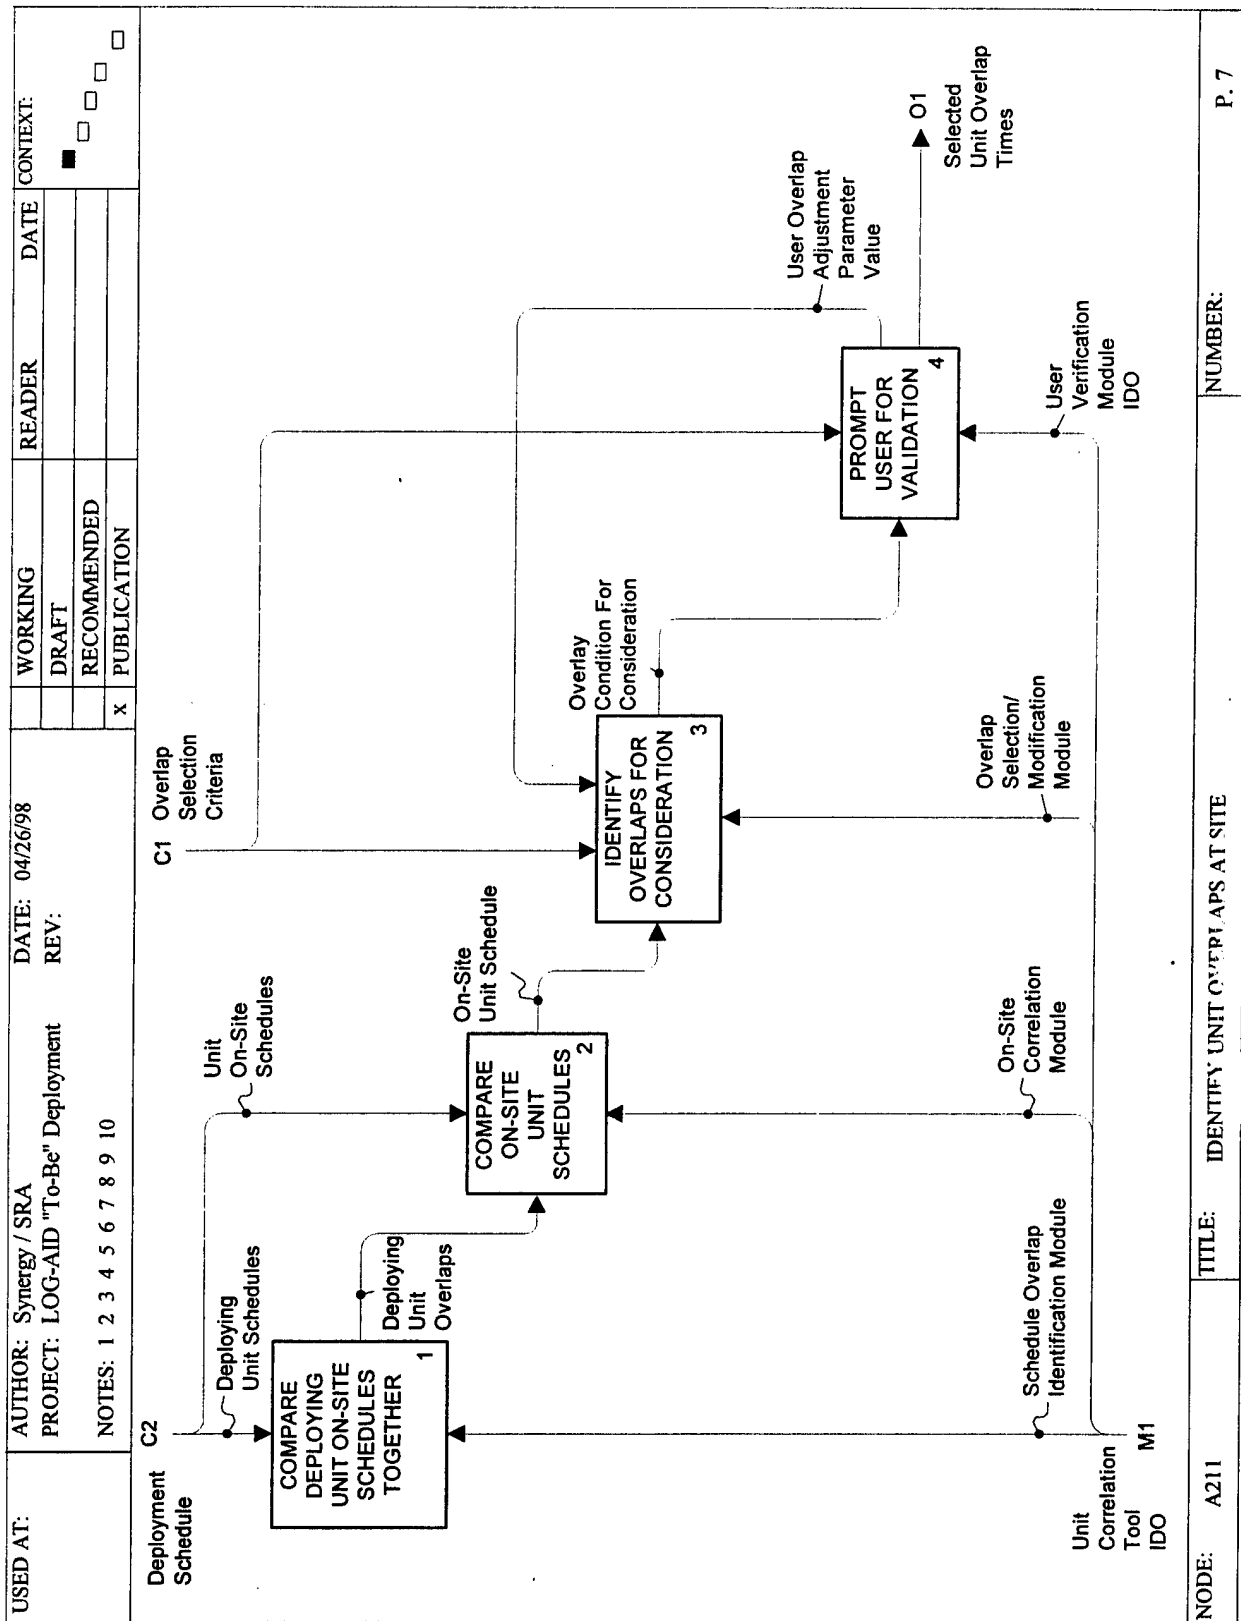 USED AT:
AUTHOR: Synergy / SRA
DATE: 04/26/98
PROJECT: LOG-AID "To-Be" Deployment
REV:
NOTES: 1 2 3 4 5 6 7 8 9 10
WORKING
DRAFT
RECOMMENDED
x PUBLICATION
READER
DATE
CONTEXT:
C2
Deployment
Schedule
Deploying
Unit Schedules
Unit
On-Site
Schedules
C1
Overlap
Selection
Criteria
COMPARE
DEPLOYING
UNIT ON-SITE
SCHEDULES
TOGETHER
1
Deploying
Unit
Overlaps
COMPARE
ON-SITE
UNIT
SCHEDULES
2
On-Site
Unit Schedule
IDENTIFY
OVERLAPS FOR
CONSIDERATION
3
Overlay
Condition For
Consideration
PROMPT
USER FOR
VALIDATION
4
User Overlap
Adjustment
Parameter
Value
O1
Selected
Unit Overlap
Times
Schedule Overlap
Identification Module
On-Site
Correlation
Module
Overlap
Selection/
Modification
Module
User
Verification
Module
IDO
Unit
Correlation
Tool
IDO
M1
NODE:
A211
TITLE:
IDENTIFY UNIT OVERLAPS AT SITE
NUMBER:
P. 7